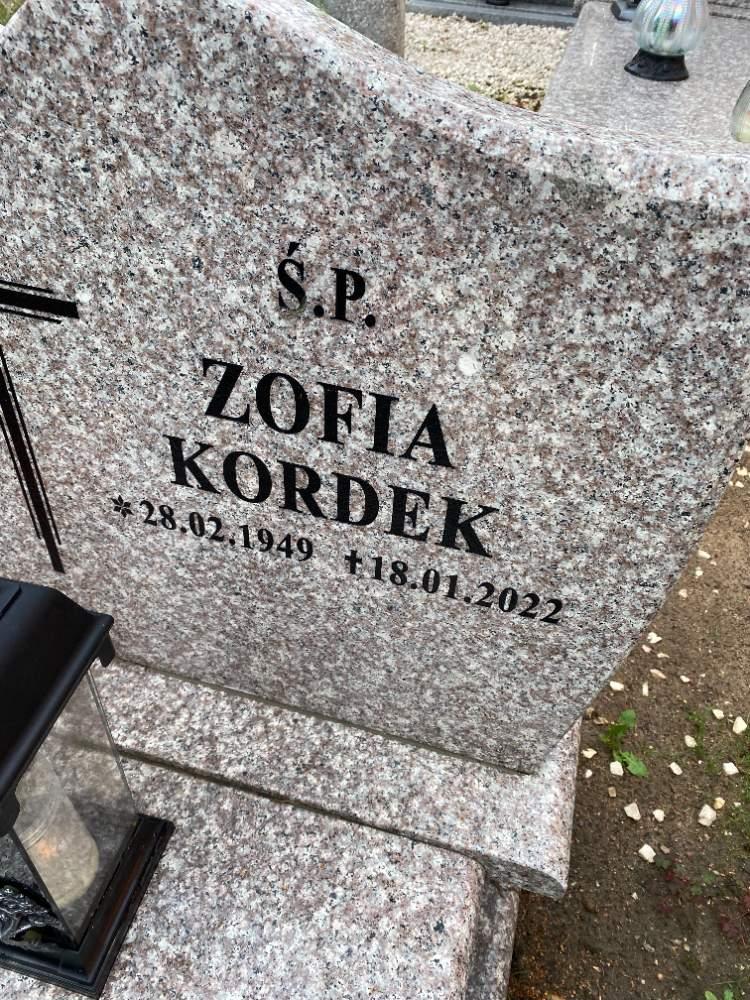 Ś.P.
ZOFIA
KORDEK
*28.02.1949 ✝18.01.2022